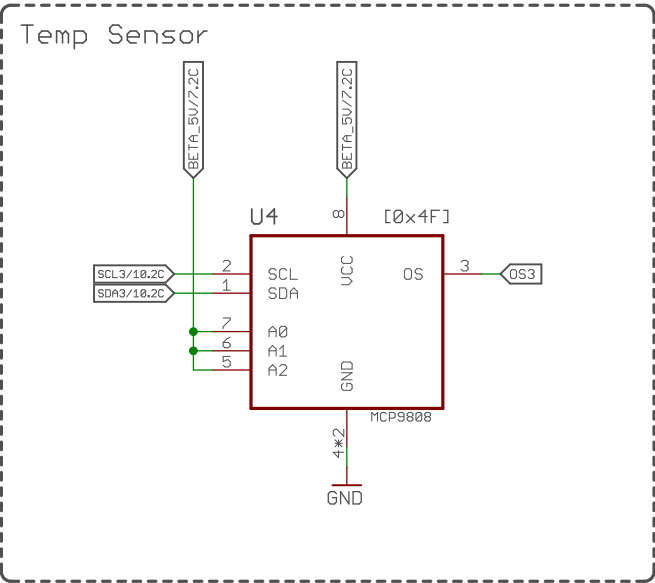 Temp Sensor
BETA_5V/7.2C
BETA_5V/7.2C
U4
8
[0x4F]
SCL3/10.2C
2
SCL
VCC
OS
3
OS3
SDA3/10.2C
1
SDA
7
A0
6
A1
5
A2
GND
MCP9808
4*2
GND